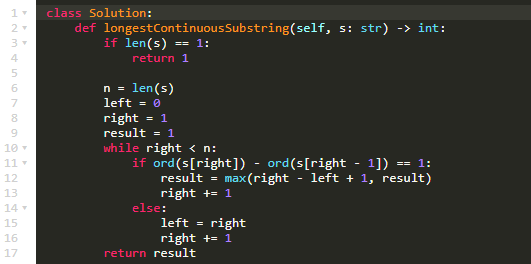 1 class Solution:
2 def longestContinuousSubstring(self, s: str) -> int:
3 if len(s) == 1:
4 return 1
5
6 n = len(s)
7 left = 0
8 right = 1
9 result = 1
10 while right < n:
11 if ord(s[right]) - ord(s[right - 1]) == 1:
12 result = max(right - left + 1, result)
13 right += 1
14 else:
15 left = right
16 right += 1
17 return result